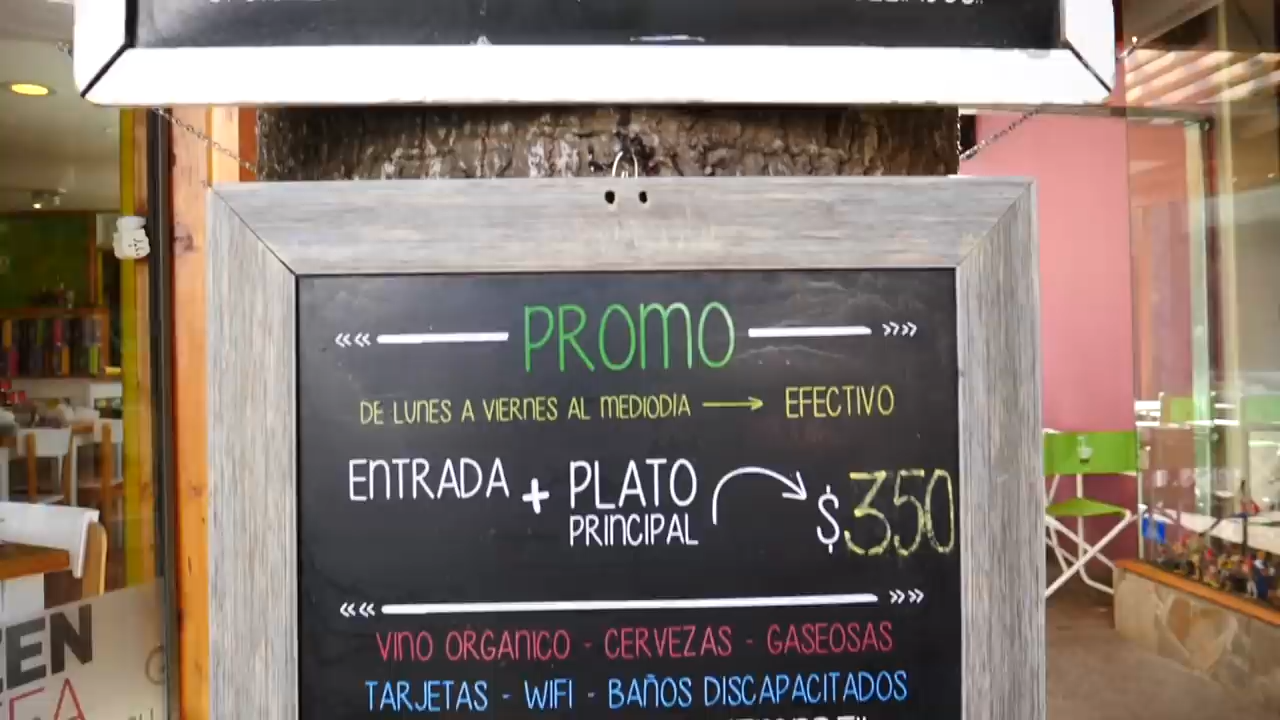 PROMO
DE LUNES A VIERNES AL MEDIODIA → EFECTIVO
ENTRADA + PLATO PRINCIPAL $350
VINO ORGANICO - CERVEZAS - GASEOSAS
TARJETAS - WIFI - BAÑOS DISCAPACITADOS
ZEN